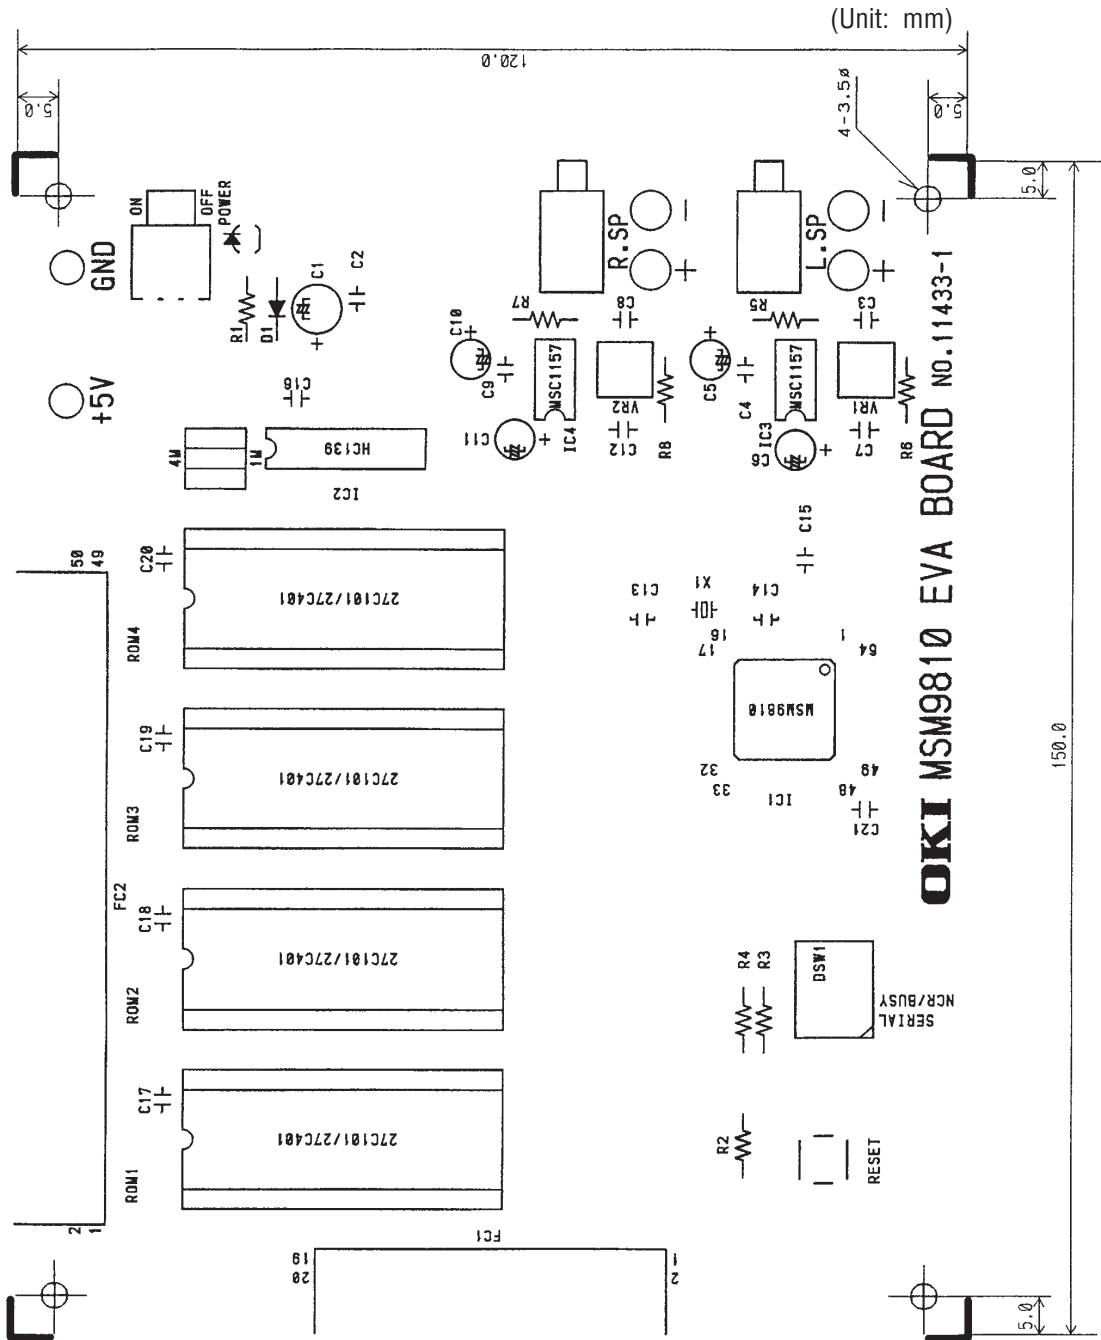 (Unit: mm)
120.0
5.0
5.0
4-3.5ø
5.0
ON
OFF
POWER
GND
+5V
R1
D1
C1
+
C2
C16
4M
1M
HC139
IC2
R.SP
-
+
L.SP
-
+
R7
C8
R5
C3
C10
+
C9
MSC1157
VR2
C5
+
C4
MSC1157
VR1
C11
+
IC4
C12
R8
IC3
C6
+
C7
R6
50
49
C20
27C101/27C401
ROM4
C13
X1
C14
C15
16
17
1
64
MSM9810
32
33
49
48
IC1
C21
C19
27C101/27C401
ROM3
FC2
C18
27C101/27C401
ROM2
C17
27C101/27C401
ROM1
2
1
OKI MSM9810 EVA BOARD NO.11433-1
150.0
R4
R3
DSW1
SERIAL
NCR/BUSY
R2
RESET
FC1
19
20
1
2
5.0